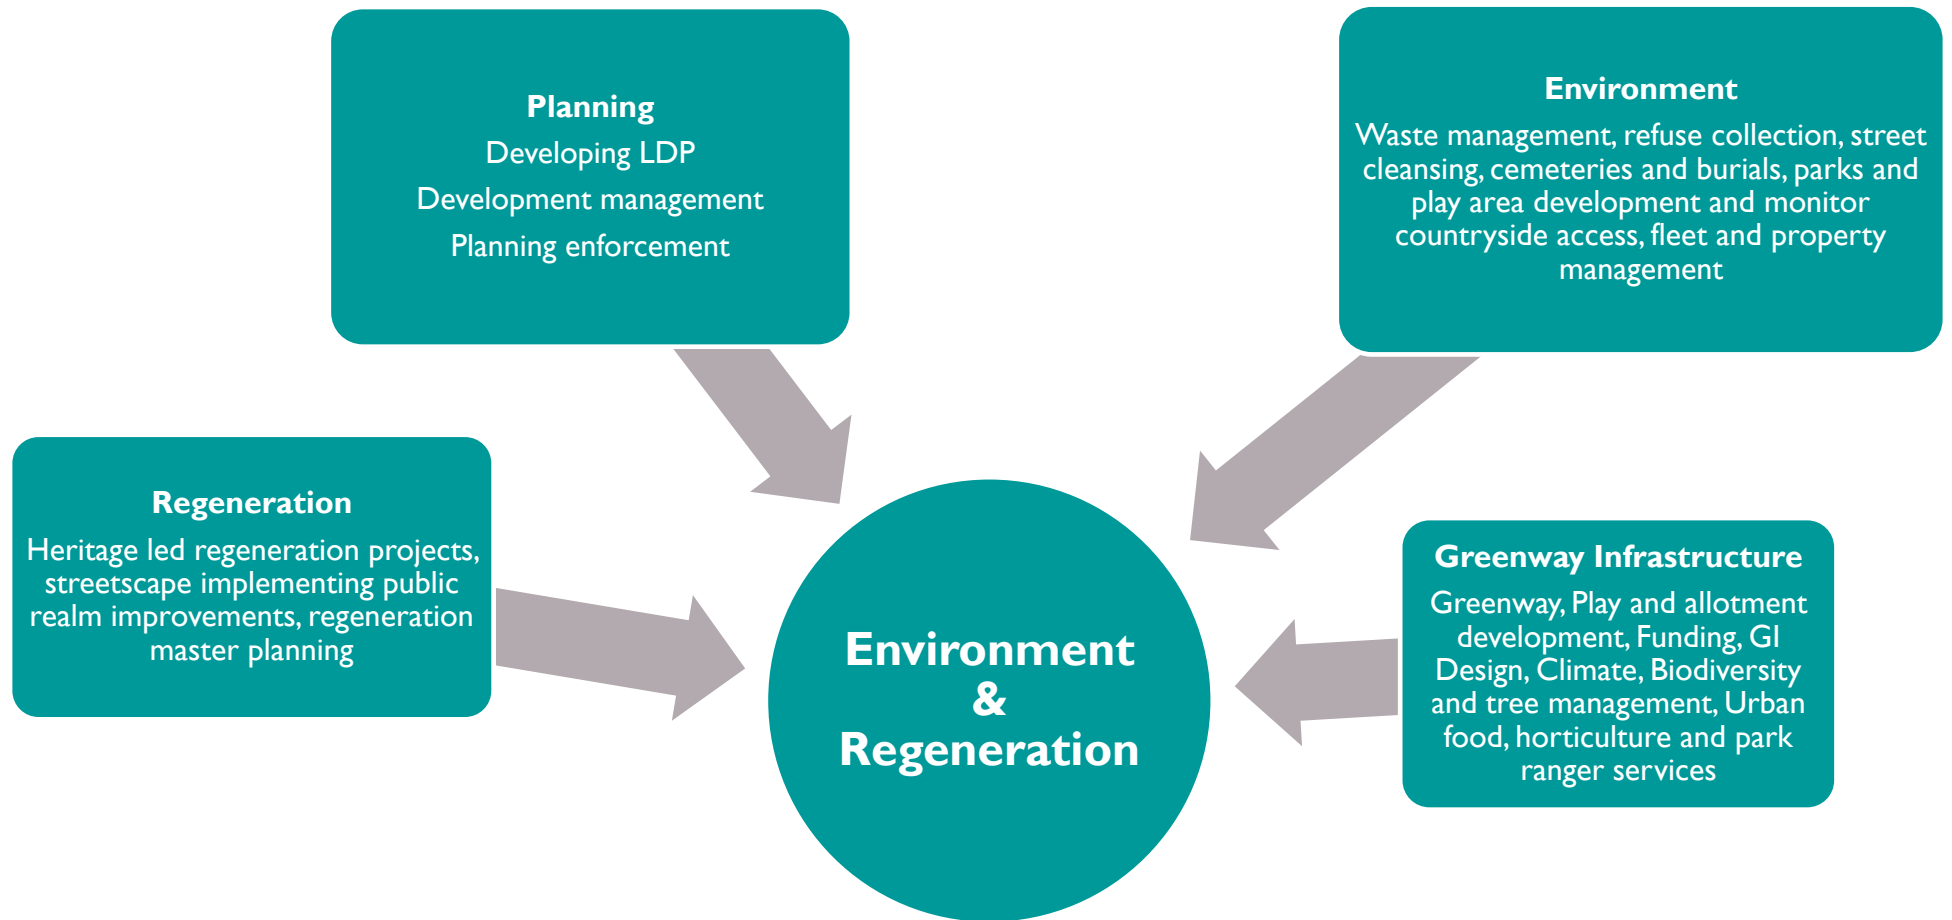 Planning
Developing LDP
Development management
Planning enforcement
Environment
Waste management, refuse collection, street
cleansing, cemeteries and burials, parks and
play area development and monitor
countryside access, fleet and property
management
Regeneration
Heritage led regeneration projects,
streetscape implementing public
realm improvements, regeneration
master planning
Greenway Infrastructure
Greenway, Play and allotment
development, Funding, GI
Design, Climate, Biodiversity
and tree management, Urban
food, horticulture and park
ranger services
Environment
&
Regeneration